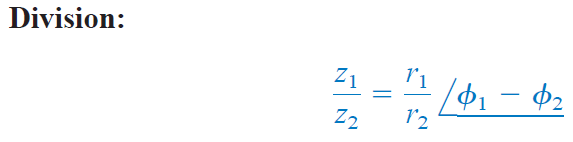 Division:
z₁/z₂ = r₁/r₂ ∠ϕ₁ − ϕ₂